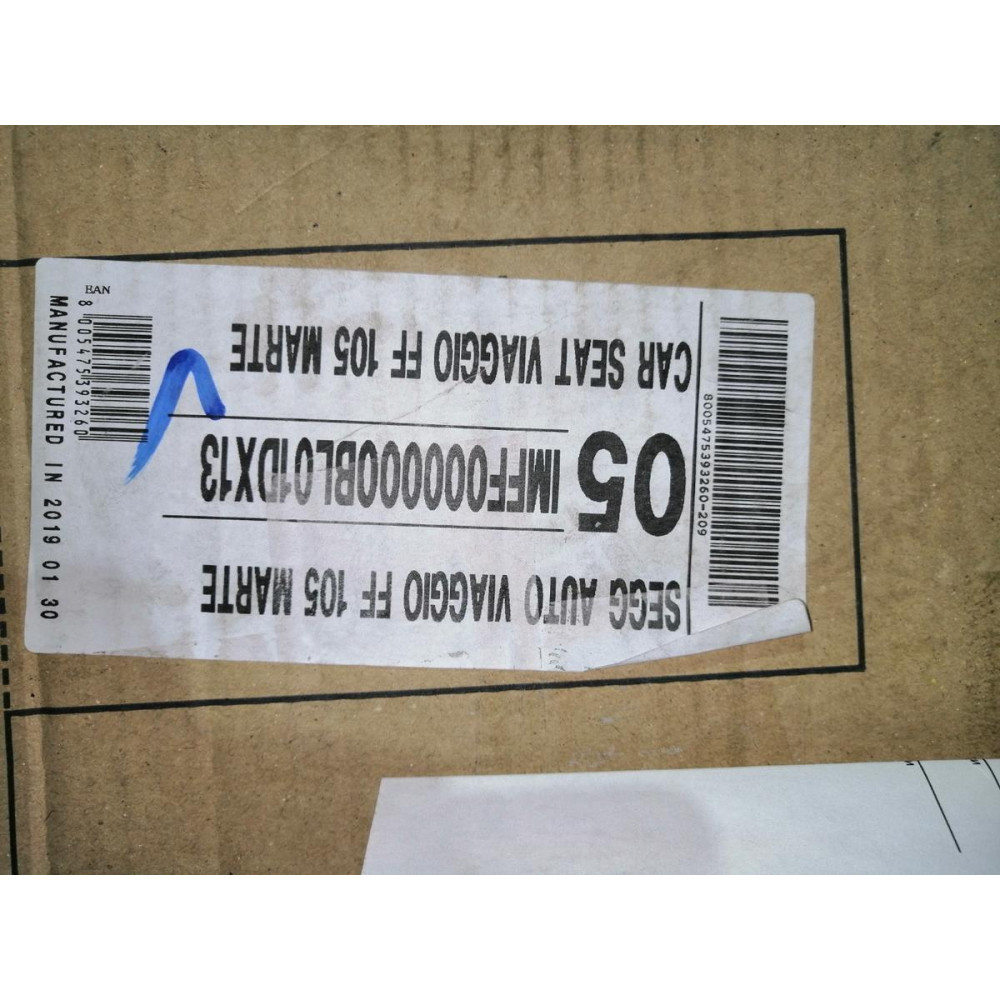 SEGG AUTO VIAGGIO FF 105 MARTE
05 IMFF000000BL01DX13
CAR SEAT VIAGGIO FF 105 MARTE
8005475393260-209
EAN
8 005475 393260
MANUFACTURED IN 2019 01 30